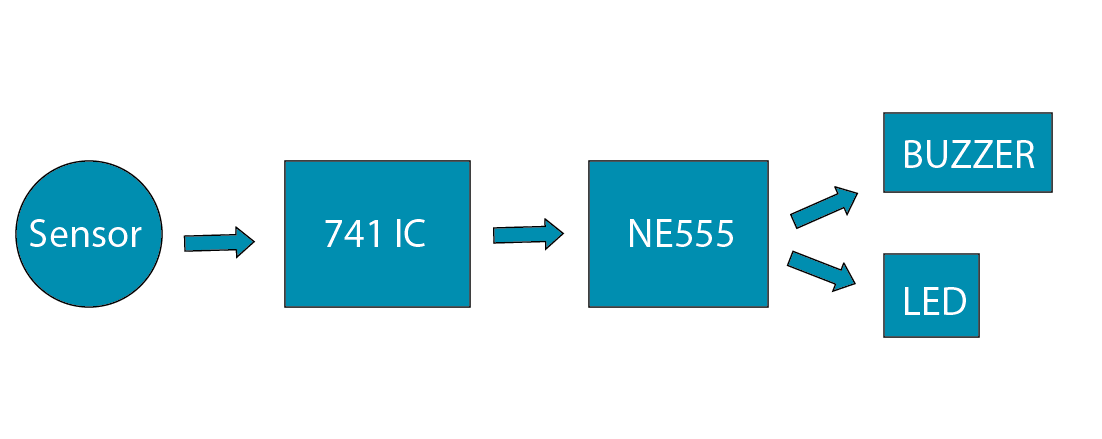 Sensor
741 IC
NE555
BUZZER
LED